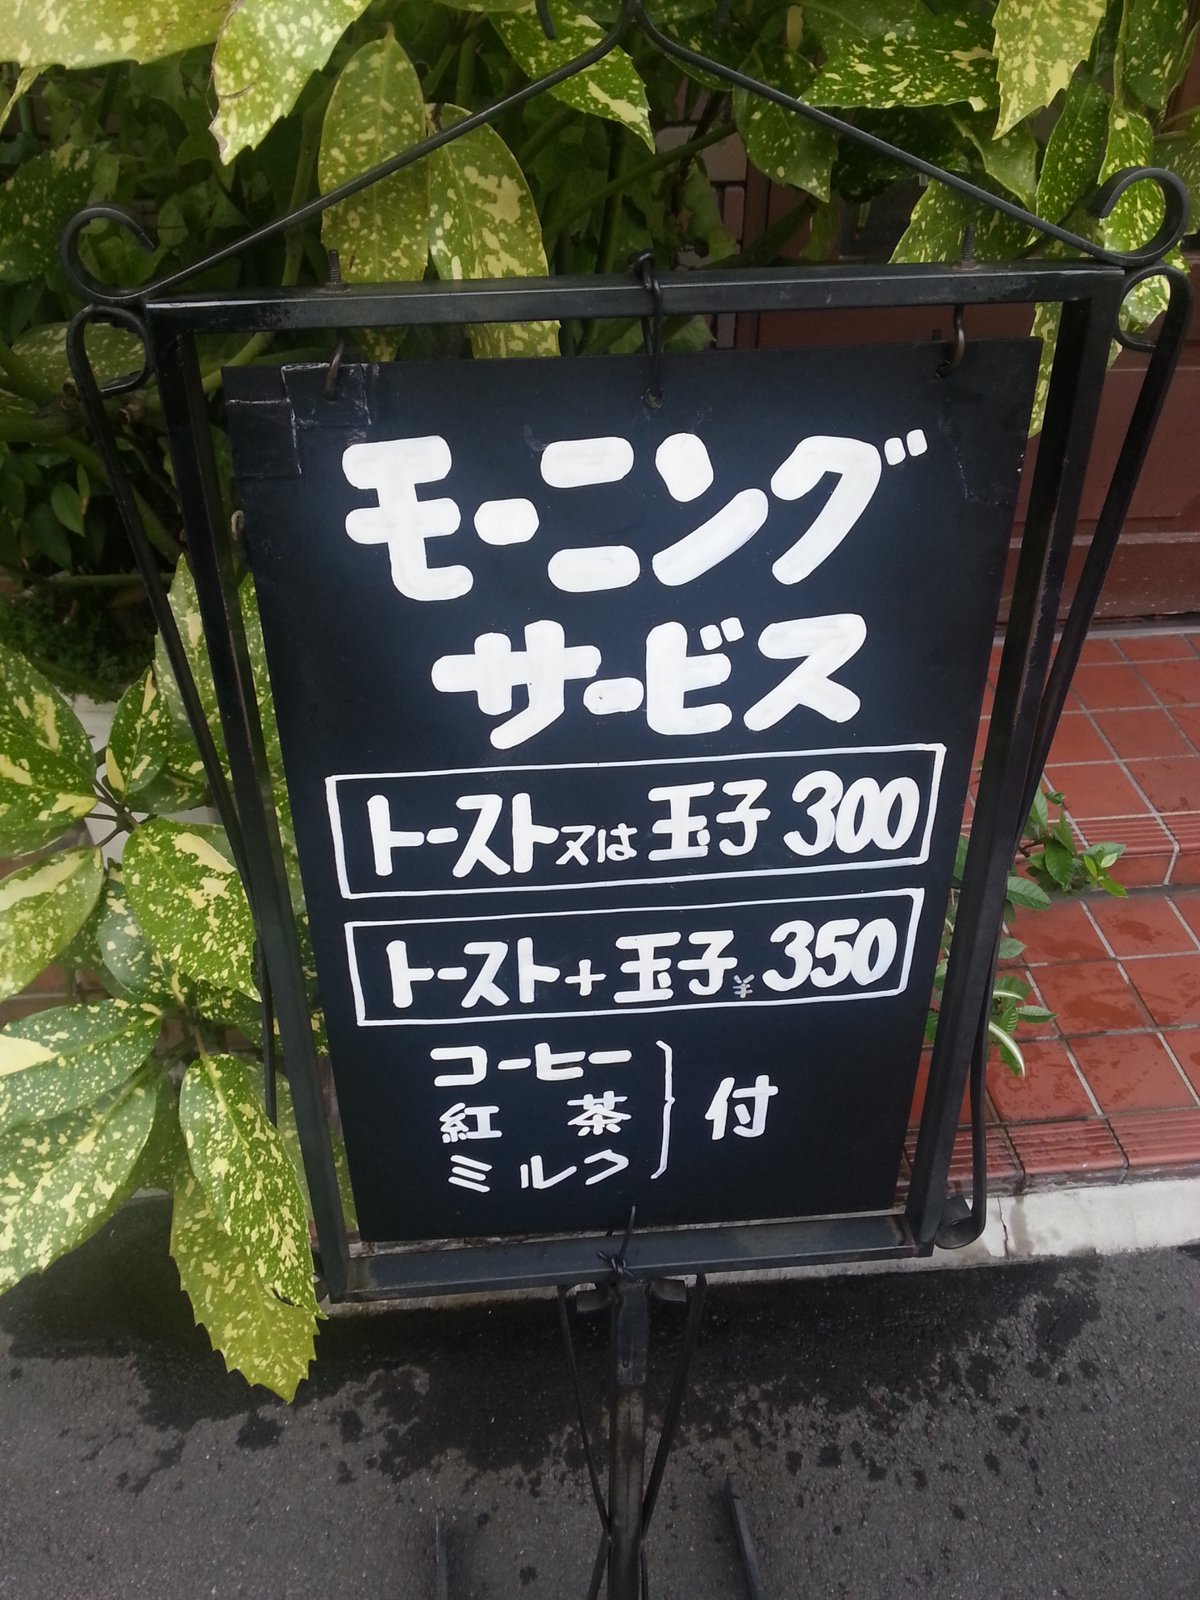 モーニング
サービス
トースト又は玉子 300
トースト+玉子¥350
コーヒー
紅茶
ミルク
付